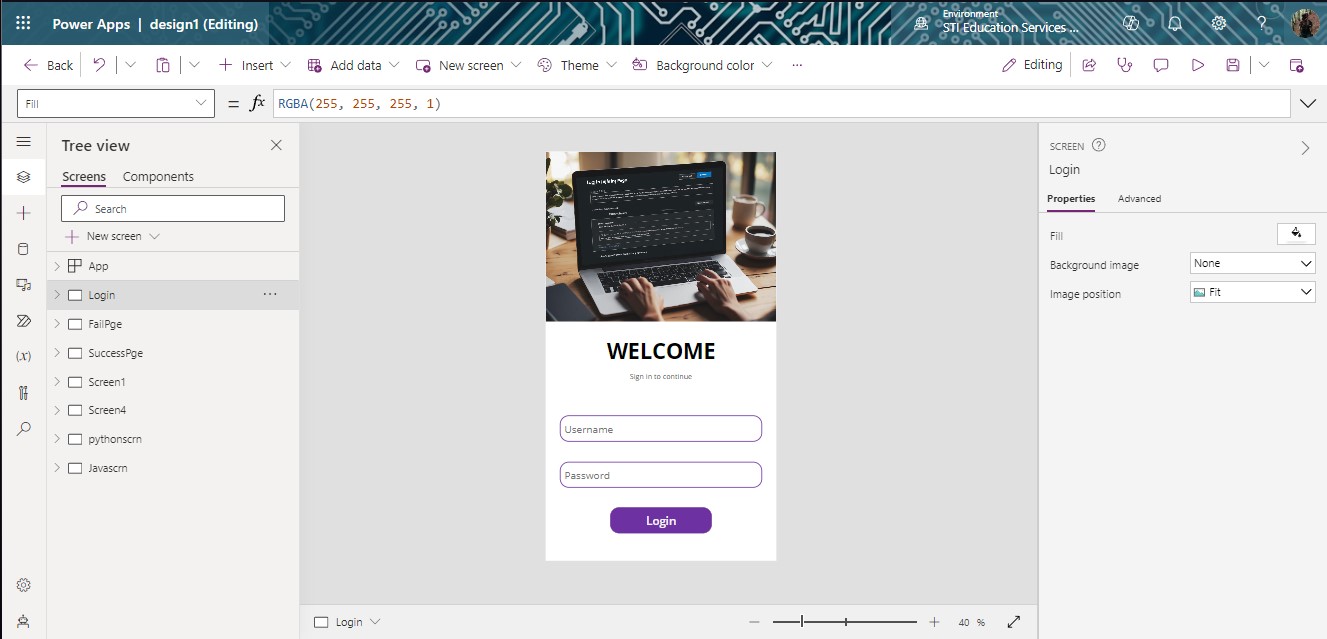 Power Apps | design1 (Editing)
Environment
STI Education Services ...
Back
Insert
Add data
New screen
Theme
Background color
...
Editing
Fill
= fx
RGBA(255, 255, 255, 1)
Tree view
Screens
Components
Search
New screen
App
Login
...
FailPge
SuccessPge
Screen1
Screen4
pythonscrn
Javascrn
(x)
WELCOME
Sign in to continue
Username
Password
Login
SCREEN
Login
Properties
Advanced
Fill
Background image
None
Image position
Fit
Login
40 %